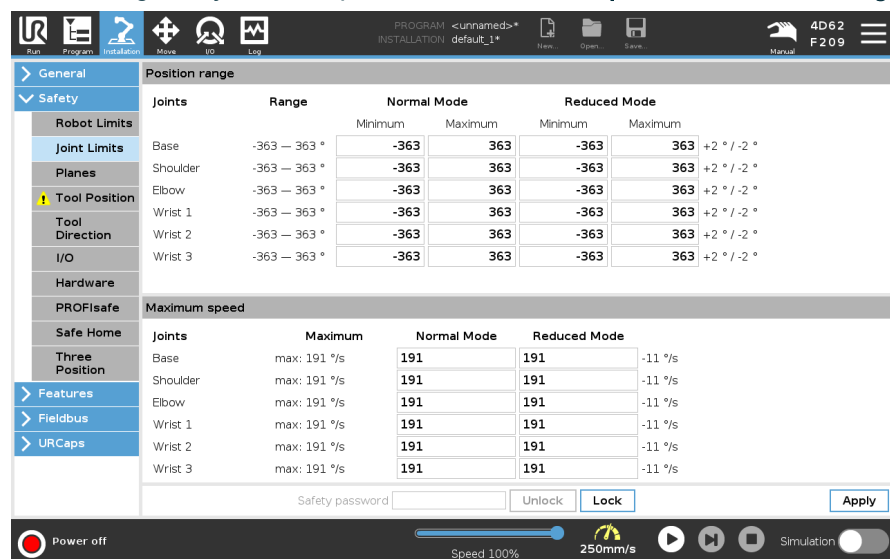 PROGRAM <unnamed>*
INSTALLATION default_1*
UR
Run Program Installation Move I/O Log New... Open... Save... Manual
4D62
F209
General
Safety
Robot Limits
Joint Limits
Planes
Tool Position
Tool
Direction
I/O
Hardware
PROFIsafe
Safe Home
Three
Position
Features
Fieldbus
URCaps
Position range
Joints Range Normal Mode Reduced Mode
Minimum Maximum Minimum Maximum
Base -363 — 363 ° -363 363 -363 363 +2 ° / -2 °
Shoulder -363 — 363 ° -363 363 -363 363 +2 ° / -2 °
Elbow -363 — 363 ° -363 363 -363 363 +2 ° / -2 °
Wrist 1 -363 — 363 ° -363 363 -363 363 +2 ° / -2 °
Wrist 2 -363 — 363 ° -363 363 -363 363 +2 ° / -2 °
Wrist 3 -363 — 363 ° -363 363 -363 363 +2 ° / -2 °
Maximum speed
Joints Maximum Normal Mode Reduced Mode
Base max: 191 °/s 191 191 -11 °/s
Shoulder max: 191 °/s 191 191 -11 °/s
Elbow max: 191 °/s 191 191 -11 °/s
Wrist 1 max: 191 °/s 191 191 -11 °/s
Wrist 2 max: 191 °/s 191 191 -11 °/s
Wrist 3 max: 191 °/s 191 191 -11 °/s
Safety password Unlock Lock Apply
Power off
Speed 100%
250mm/s
Simulation